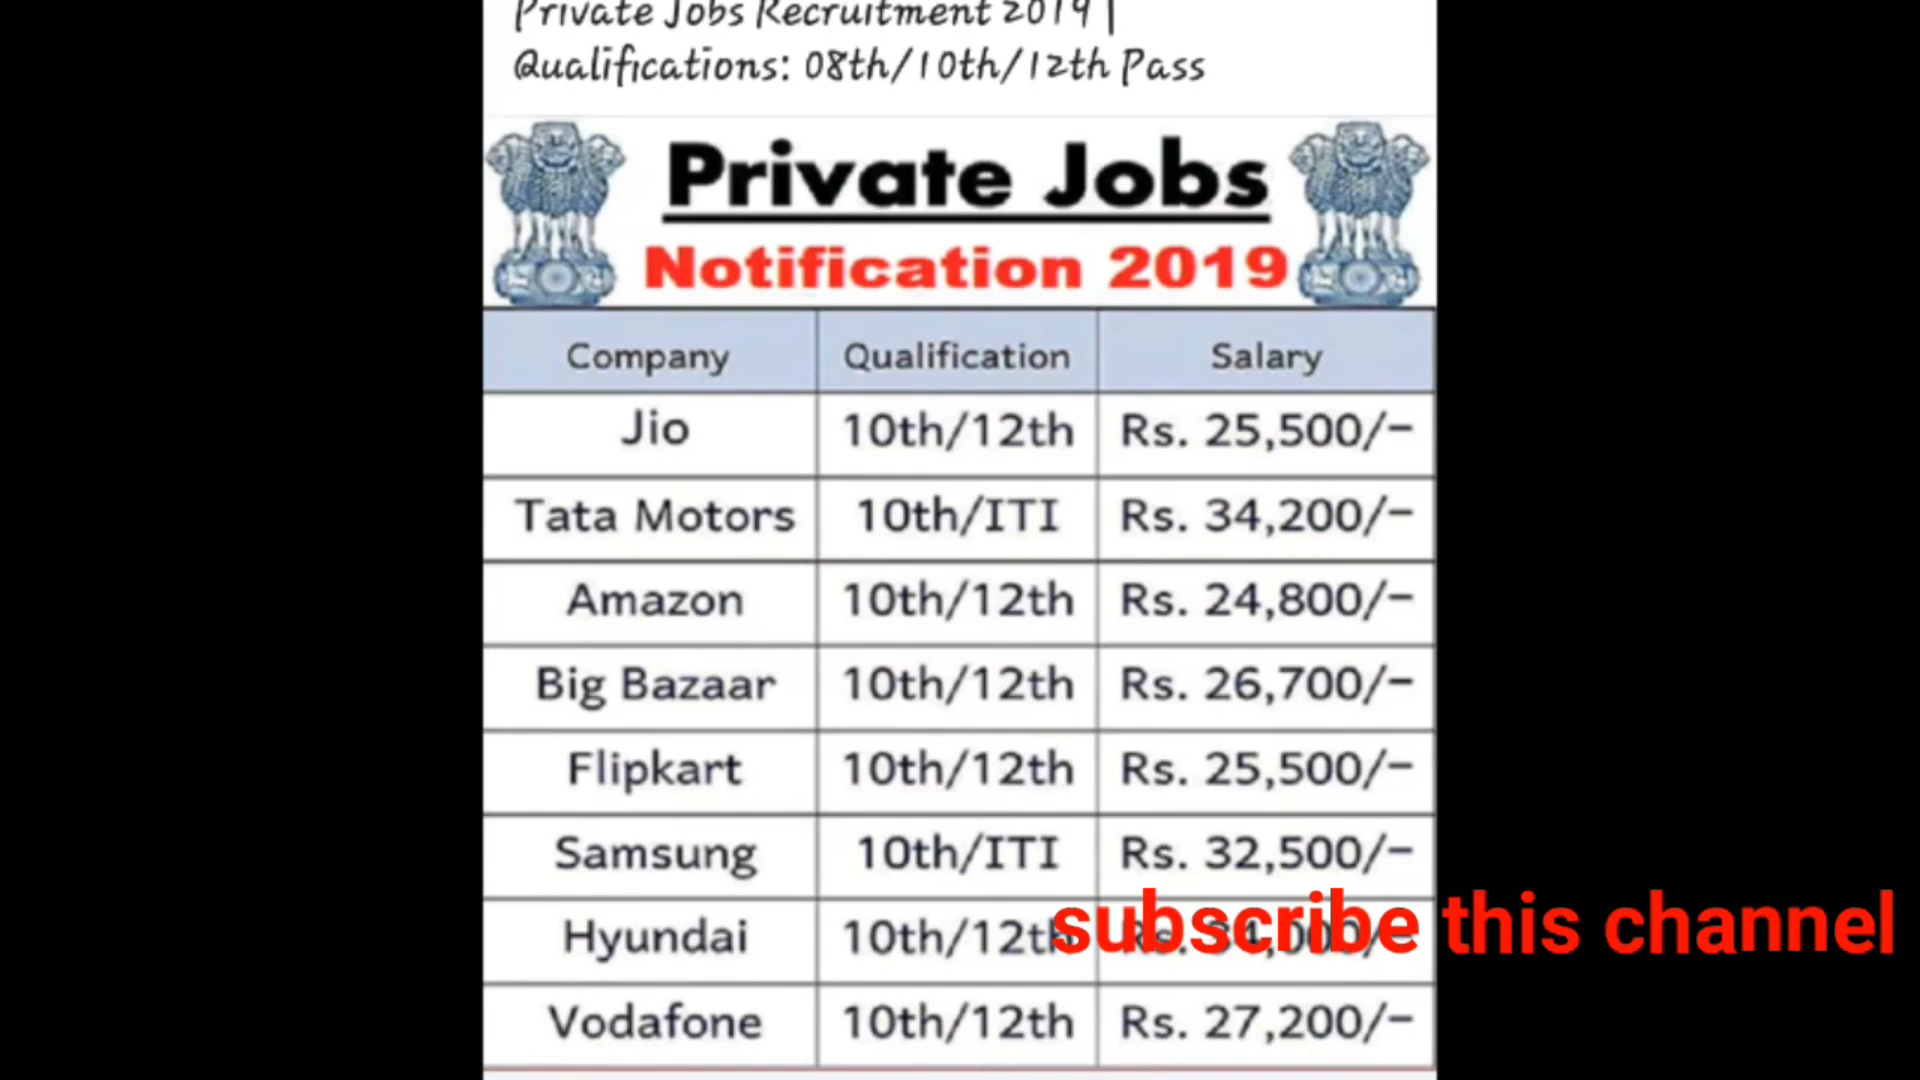 Private Jobs Recruitment 2019 |
Qualifications: 08th/10th/12th Pass
Private Jobs
Notification 2019
Company Qualification Salary
Jio 10th/12th Rs. 25,500/-
Tata Motors 10th/ITI Rs. 34,200/-
Amazon 10th/12th Rs. 24,800/-
Big Bazaar 10th/12th Rs. 26,700/-
Flipkart 10th/12th Rs. 25,500/-
Samsung 10th/ITI Rs. 32,500/-
subscribe this channel
Hyundai 10th/12th Rs.
Vodafone 10th/12th Rs. 27,200/-